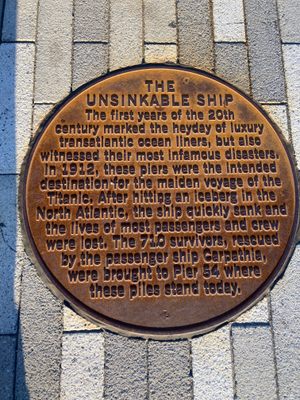 THE
UNSINKABLE SHIP
The first years of the 20th
century marked the heyday of luxury
transatlantic ocean liners, but also
witnessed their most infamous disasters.
In 1912, these piers were the intended
destination for the maiden voyage of the
Titanic. After hitting an iceberg in the
North Atlantic, the ship quickly sank and
the lives of most passengers and crew
were lost. The 710 survivors, rescued
by the passenger ship Carpathia,
were brought to Pier 54 where
these piles stand today.